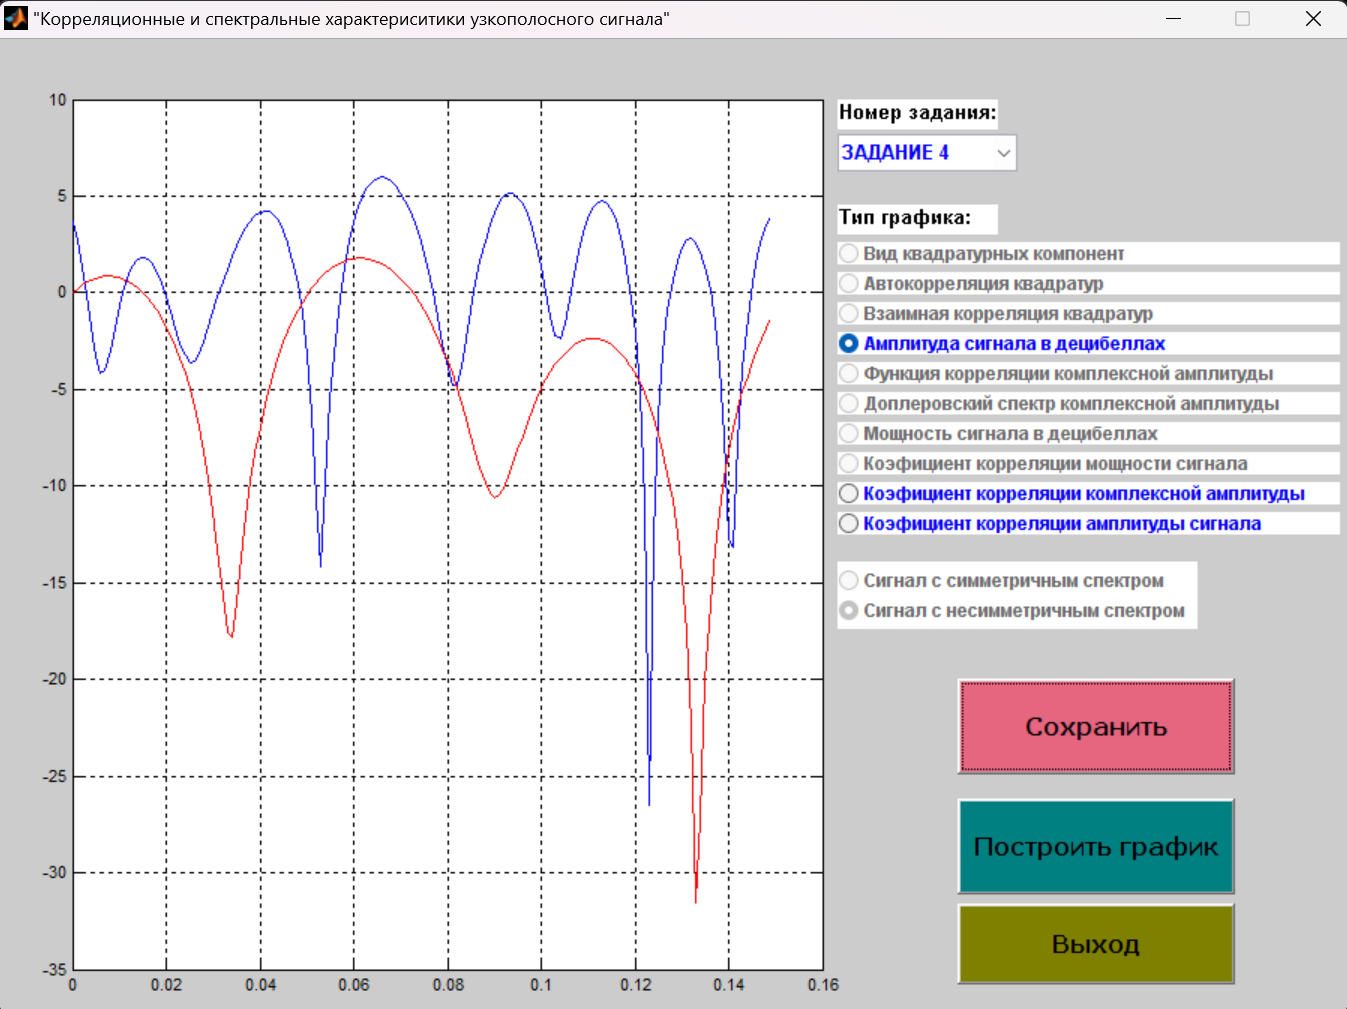 "Корреляционные и спектральные характериситики узкополосного сигнала"
10
5
0
-5
-10
-15
-20
-25
-30
-35
0
0.02
0.04
0.06
0.08
0.1
0.12
0.14
0.16
Номер задания:
ЗАДАНИЕ 4
Тип графика:
Вид квадратурных компонент
Автокорреляция квадратур
Взаимная корреляция квадратур
Амплитуда сигнала в децибеллах
Функция корреляции комплексной амплитуды
Доплеровский спектр комплексной амплитуды
Мощность сигнала в децибеллах
Коэфициент корреляции мощности сигнала
Коэфициент корреляции комплексной амплитуды
Коэфициент корреляции амплитуды сигнала
Сигнал с симметричным спектром
Сигнал с несимметричным спектром
Сохранить
Построить график
Выход